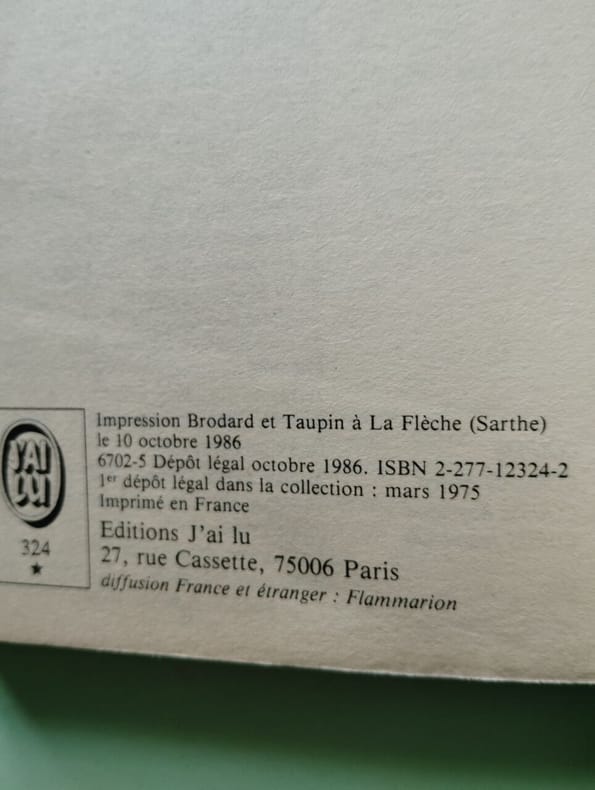 J'AI
LU
324
★
Impression Brodard et Taupin à La Flèche (Sarthe)
le 10 octobre 1986
6702-5 Dépôt légal octobre 1986. ISBN 2-277-12324-2
1er dépôt légal dans la collection : mars 1975
Imprimé en France
Editions J'ai lu
27, rue Cassette, 75006 Paris
diffusion France et étranger : Flammarion